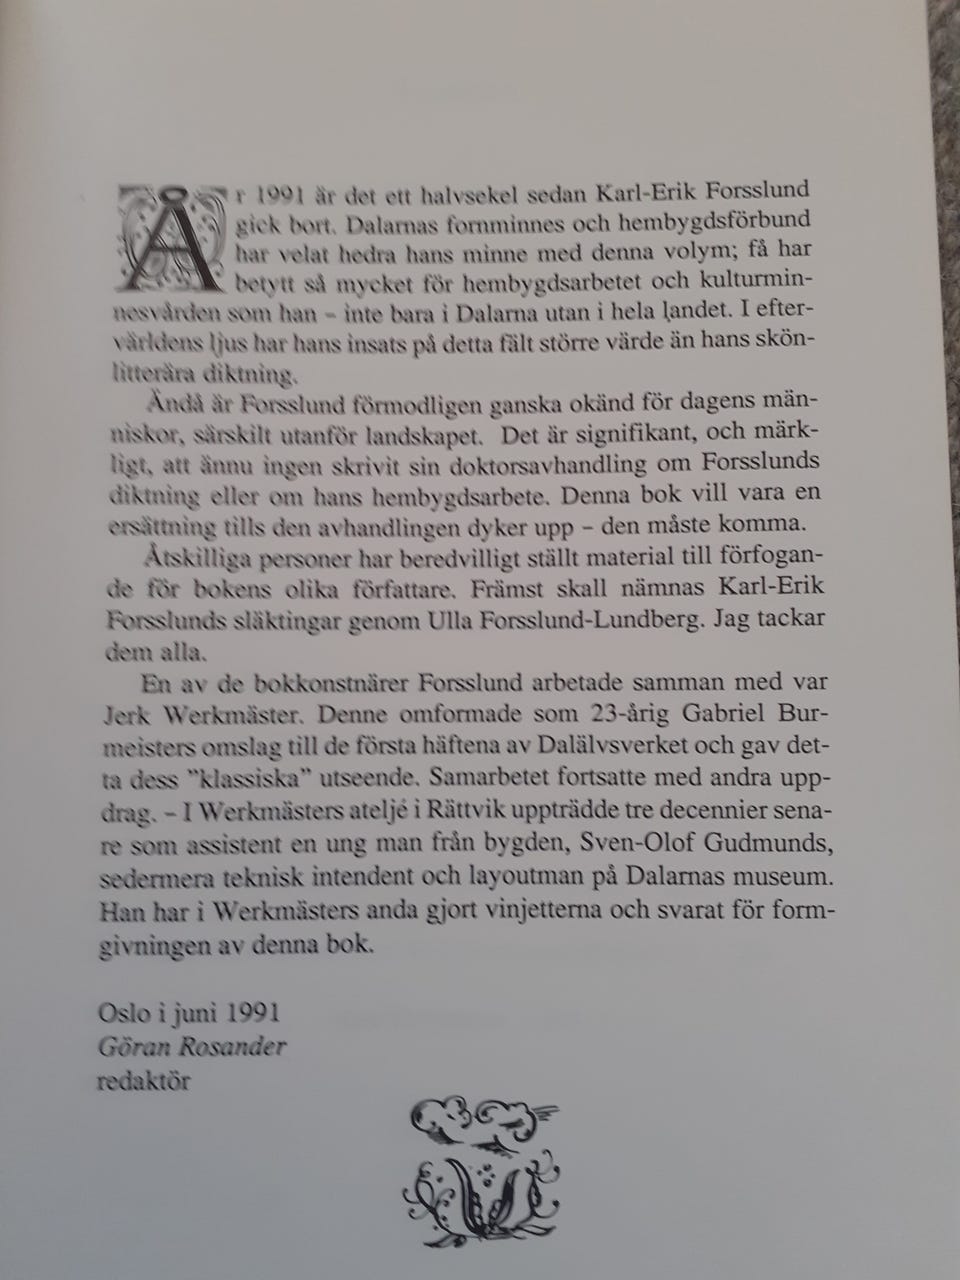 År 1991 är det ett halvsekel sedan Karl-Erik Forsslund
gick bort. Dalarnas fornminnes och hembygdsförbund
har velat hedra hans minne med denna volym; få har
betytt så mycket för hembygdsarbetet och kulturmin-
nesvården som han – inte bara i Dalarna utan i hela landet. I efter-
världens ljus har hans insats på detta fält större värde än hans skön-
litterära diktning.
Ändå är Forsslund förmodligen ganska okänd för dagens män-
niskor, särskilt utanför landskapet. Det är signifikant, och märk-
ligt, att ännu ingen skrivit sin doktorsavhandling om Forsslunds
diktning eller om hans hembygdsarbete. Denna bok vill vara en
ersättning tills den avhandlingen dyker upp – den måste komma.
Åtskilliga personer har beredvilligt ställt material till förfogan-
de för bokens olika författare. Främst skall nämnas Karl-Erik
Forsslunds släktingar genom Ulla Forsslund-Lundberg. Jag tackar
dem alla.
En av de bokkonstnärer Forsslund arbetade samman med var
Jerk Werkmäster. Denne omformade som 23-årig Gabriel Bur-
meisters omslag till de första häftena av Dalälvsverket och gav det-
ta dess ”klassiska” utseende. Samarbetet fortsatte med andra upp-
drag. – I Werkmästers ateljé i Rättvik uppträdde tre decennier sena-
re som assistent en ung man från bygden, Sven-Olof Gudmunds,
sedermera teknisk intendent och layoutman på Dalarnas museum.
Han har i Werkmästers anda gjort vinjetterna och svarat för form-
givningen av denna bok.
Oslo i juni 1991
Göran Rosander
redaktör